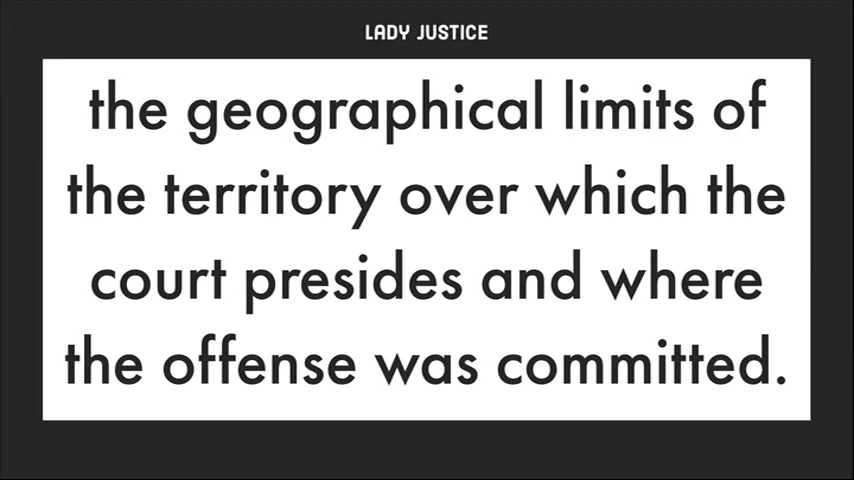 LADY JUSTICE
the geographical limits of
the territory over which the
court presides and where
the offense was committed.